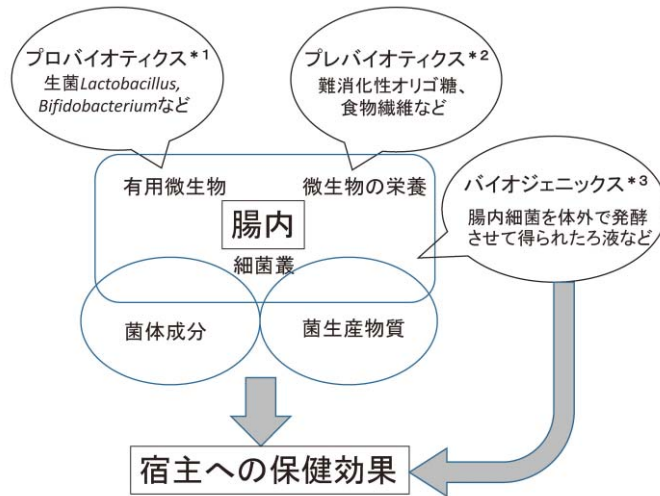 プロバイオティクス*1
生菌Lactobacillus,
Bifidobacteriumなど
プレバイオティクス*2
難消化性オリゴ糖、
食物繊維など
バイオジェニックス*3
腸内細菌を体外で発酵
させて得られたろ液など
有用微生物
微生物の栄養
腸内
細菌叢
菌体成分
菌生産物質
宿主への保健効果